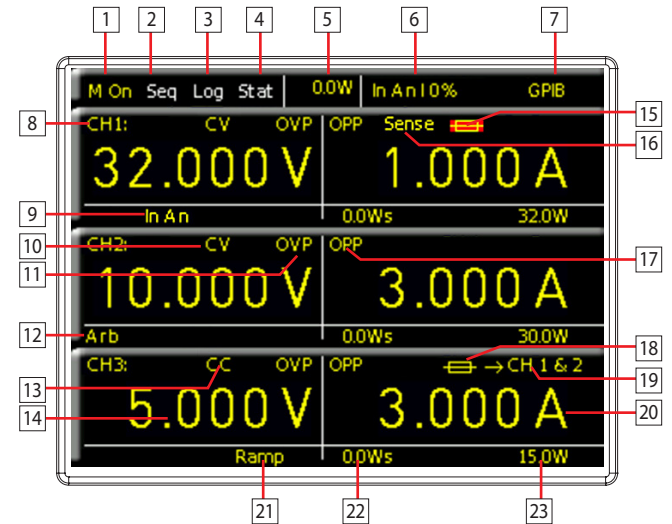 1 2 3 4 5 6 7
M On Seq Log Stat 0.0W In An I 0% GPIB
8 CH1: CV OVP OPP Sense 15
16
32.000 V 1.000 A
9 In An 0.0Ws 32.0W
10 CH2: CV OVP OPP 17
11
10.000 V 3.000 A
12 Arb 0.0Ws 30.0W
18
13 CH3: CC OVP OPP → CH 1 & 2 19
14 5.000 V 3.000 A 20
Ramp 0.0Ws 15.0W
21 22 23